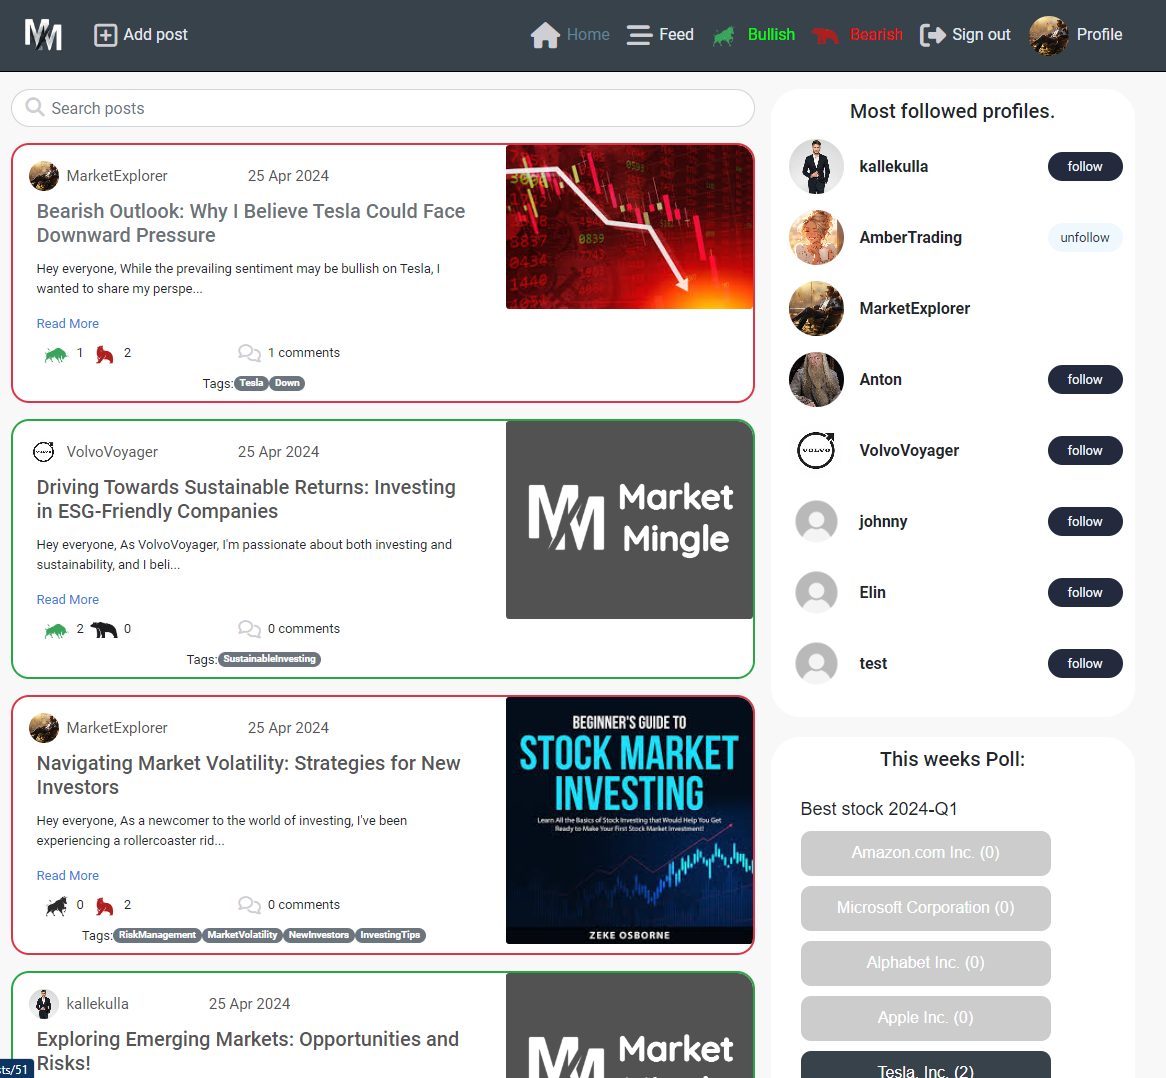 Add post
Home
Feed
Bullish
Bearish
Sign out
Profile
Search posts
MarketExplorer
25 Apr 2024
Bearish Outlook: Why I Believe Tesla Could Face
Downward Pressure
Hey everyone, While the prevailing sentiment may be bullish on Tesla, I
wanted to share my perspe...
Read More
1
2
1 comments
Tags: Tesla Down
0583
0839
VolvoVoyager
25 Apr 2024
Driving Towards Sustainable Returns: Investing
in ESG-Friendly Companies
Hey everyone, As VolvoVoyager, I'm passionate about both investing and
sustainability, and I beli...
Read More
2
0
0 comments
Tags: SustainableInvesting
Market
Mingle
MarketExplorer
25 Apr 2024
Navigating Market Volatility: Strategies for New
Investors
Hey everyone, As a newcomer to the world of investing, I've been
experiencing a rollercoaster rid...
Read More
0
2
0 comments
Tags: RiskManagement MarketVolatility NewInvestors InvestingTips
BEGINNER'S GUIDE TO
STOCK MARKET
INVESTING
Learn All the Basics of Stock Investing that Would Help You Get
Ready to Make Your First Stock Market Investment!
ZEKE OSBORNE
kallekulla
25 Apr 2024
Exploring Emerging Markets: Opportunities and
Risks!
Market
sts/51
Most followed profiles.
kallekulla
follow
AmberTrading
unfollow
MarketExplorer
Anton
follow
VOLVO
VolvoVoyager
follow
johnny
follow
Elin
follow
test
follow
This weeks Poll:
Best stock 2024-Q1
Amazon.com Inc. (0)
Microsoft Corporation (0)
Alphabet Inc. (0)
Apple Inc. (0)
Tesla, Inc. (2)